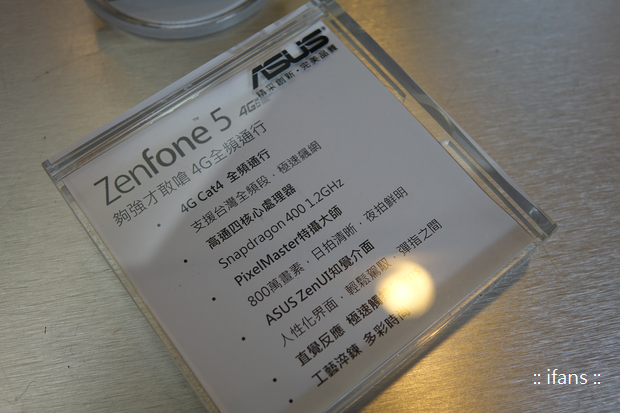 ASUS
精采創新・完美品質
Zenfone™ 5 4G
夠強才敢嗆 4G全頻通行
• 4G Cat4 全頻通行
支援台灣全頻段，極速飆網
• 高通四核心處理器
Snapdragon 400 1.2GHz
• PixelMaster特攝大師
800萬畫素．日拍清晰．夜拍鮮明
• ASUS ZenUI知覺介面
人性化界面．輕鬆駕馭．彈指之間
• 直覺反應 極速觸
• 工藝淬鍊 多彩時
:: ifans ::